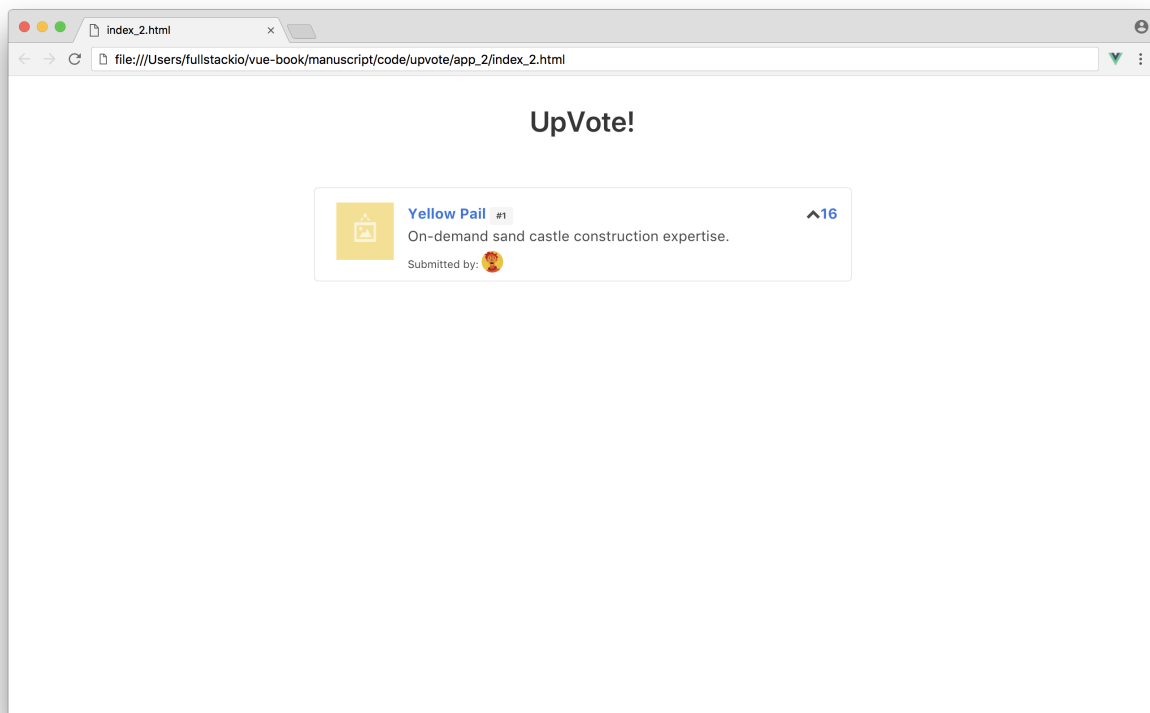 index_2.html
file:///Users/fullstackio/vue-book/manuscript/code/upvote/app_2/index_2.html
UpVote!
Yellow Pail #1 16
On-demand sand castle construction expertise.
Submitted by: